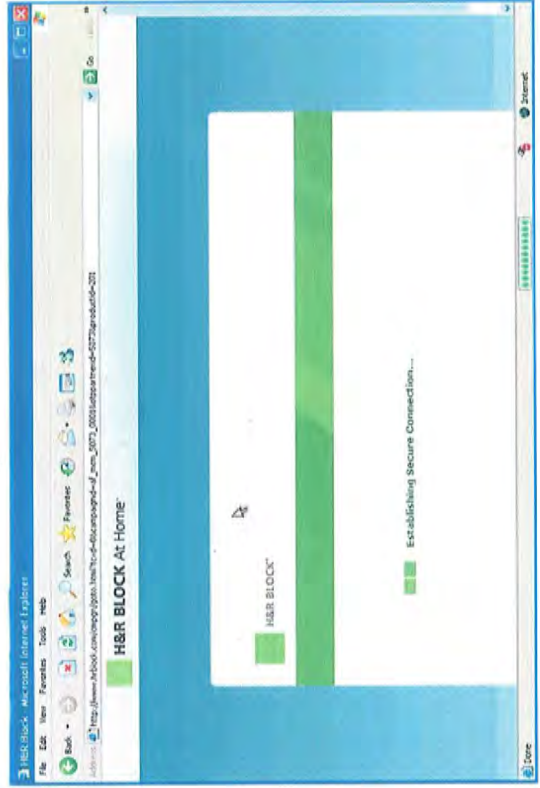 H&R Block - Microsoft Internet Explorer
File Edit View Favorites Tools Help
Back Search Favorites
Address Go
H&R BLOCK At Home
H&R BLOCK
Establishing Secure Connection...
Done Internet